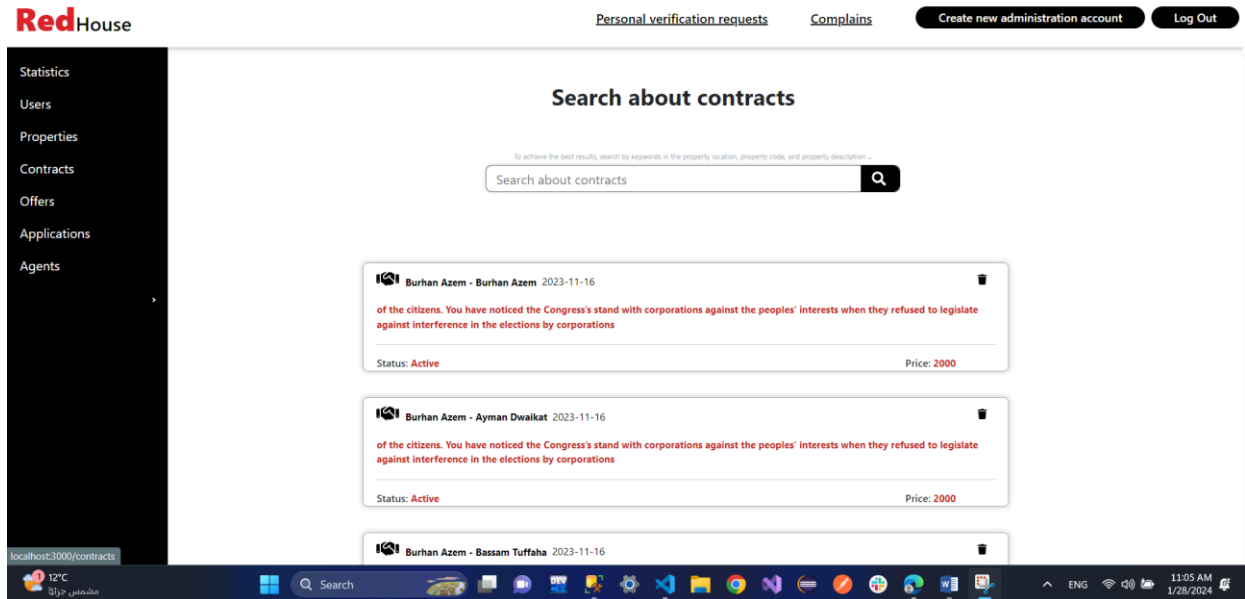 RedHouse
Personal verification requests
Complains
Create new administration account
Log Out
Statistics
Users
Properties
Contracts
Offers
Applications
Agents
Search about contracts
To achieve the best results, search by keywords in the property location, property code, and property description ...
Search about contracts
Burhan Azem - Burhan Azem 2023-11-16
of the citizens. You have noticed the Congress's stand with corporations against the peoples' interests when they refused to legislate
against interference in the elections by corporations
Status: Active
Price: 2000
Burhan Azem - Ayman Dwaikat 2023-11-16
of the citizens. You have noticed the Congress's stand with corporations against the peoples' interests when they refused to legislate
against interference in the elections by corporations
Status: Active
Price: 2000
Burhan Azem - Bassam Tuffaha 2023-11-16
localhost:3000/contracts
1
12°C
مشمس جزئيًا
Search
DEV
ENG
11:05 AM
1/28/2024